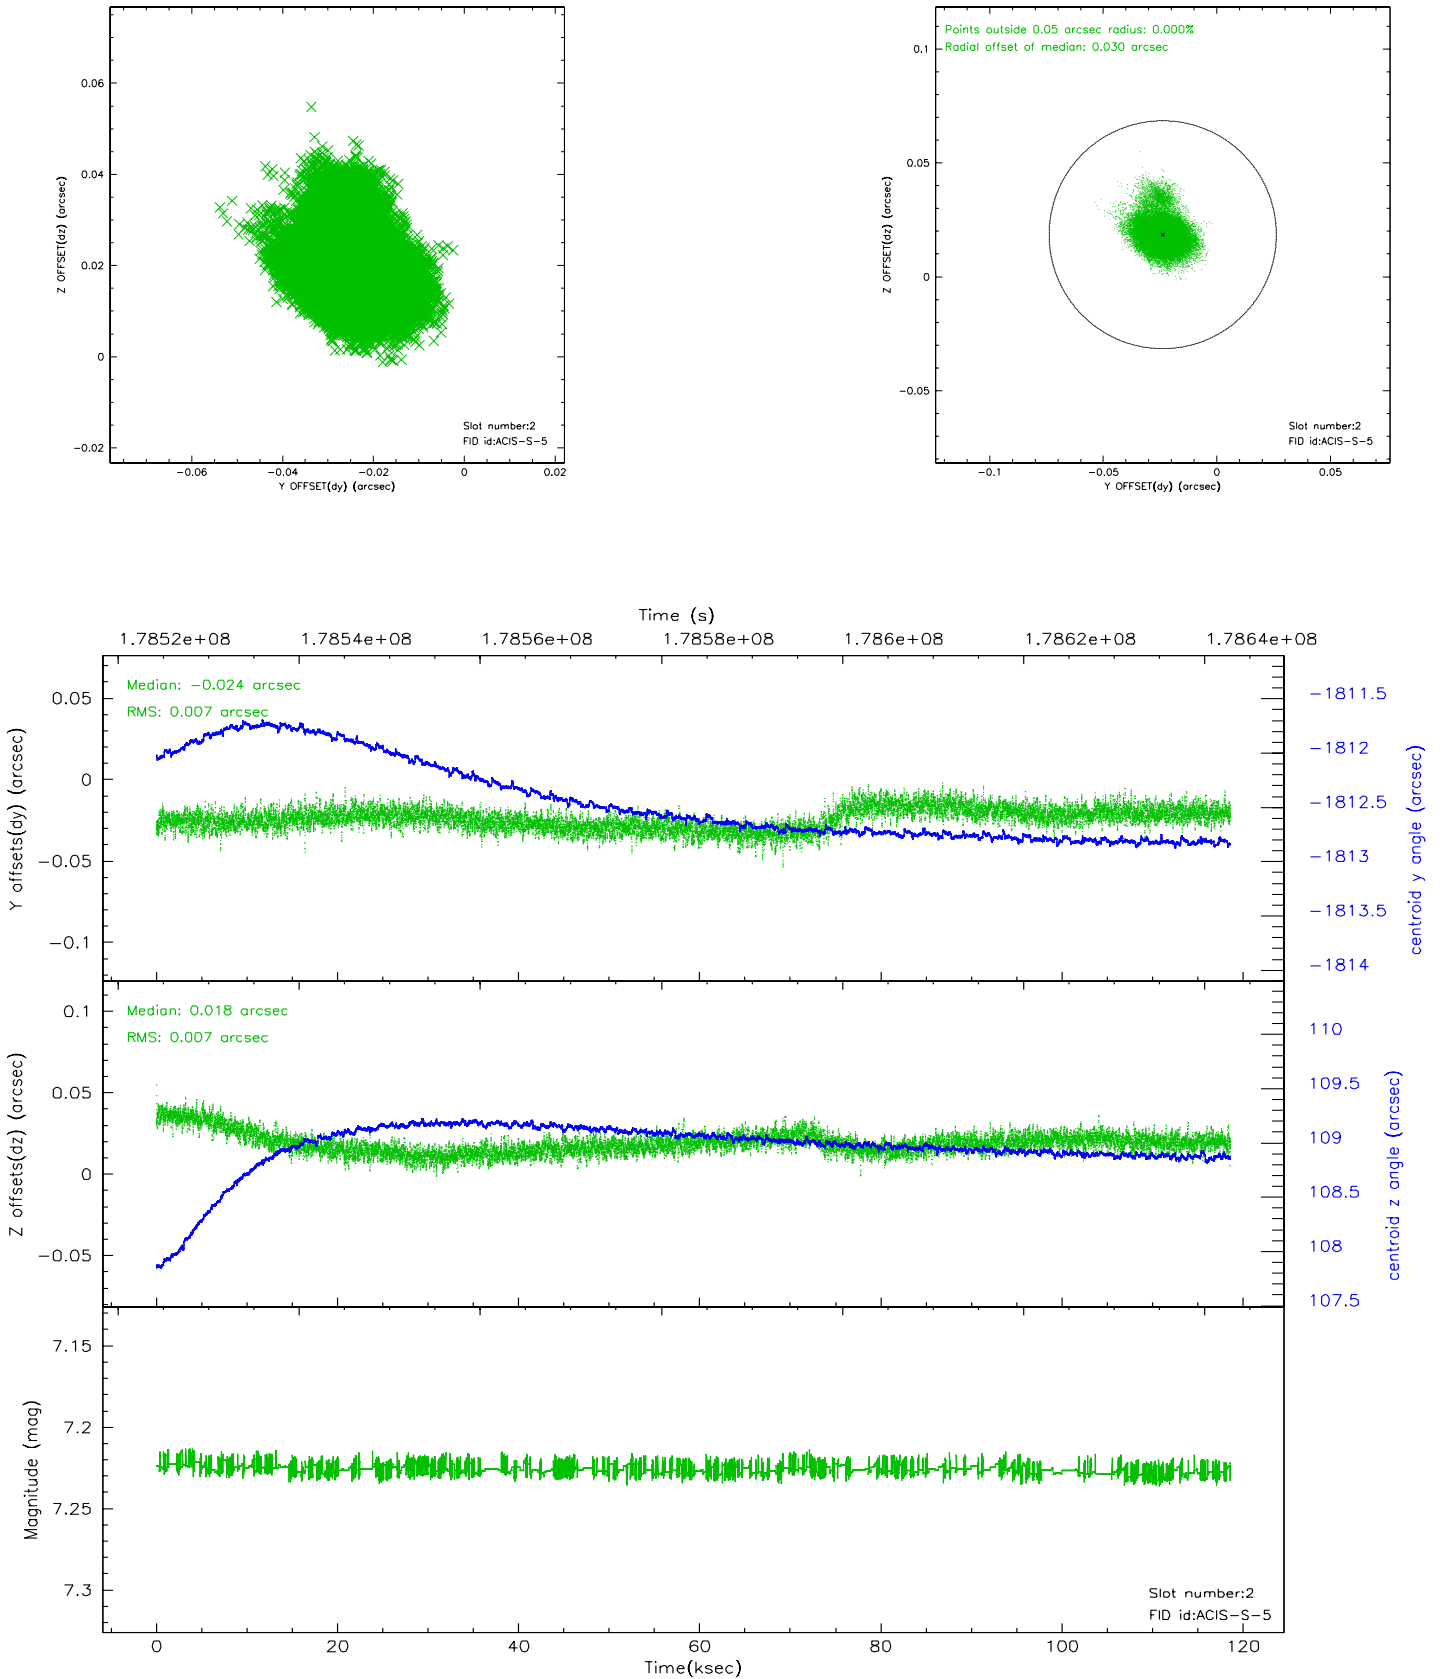 0.06
0.04
0.02
0
−0.02
Z OFFSET(dz) (arcsec)
Slot number:2
FID id:ACIS−S−5
−0.06
−0.04
−0.02
0
0.02
Y OFFSET(dy) (arcsec)
Points outside 0.05 arcsec radius: 0.000%
Radial offset of median: 0.030 arcsec
0.1
0.05
0
−0.05
Z OFFSET(dz) (arcsec)
Slot number:2
FID id:ACIS−S−5
−0.1
−0.05
0
0.05
Y OFFSET(dy) (arcsec)
Time (s)
1.7852e+08
1.7854e+08
1.7856e+08
1.7858e+08
1.786e+08
1.7862e+08
1.7864e+08
Median: −0.024 arcsec
RMS: 0.007 arcsec
0.05
0
−0.05
−0.1
Y offsets(dy) (arcsec)
−1811.5
−1812
−1812.5
−1813
−1813.5
−1814
centroid y angle (arcsec)
Median: 0.018 arcsec
RMS: 0.007 arcsec
0.1
0.05
0
−0.05
Z offsets(dz) (arcsec)
110
109.5
109
108.5
108
107.5
centroid z angle (arcsec)
7.15
7.2
7.25
7.3
Magnitude (mag)
Slot number:2
FID id:ACIS−S−5
0
20
40
60
80
100
120
Time(ksec)